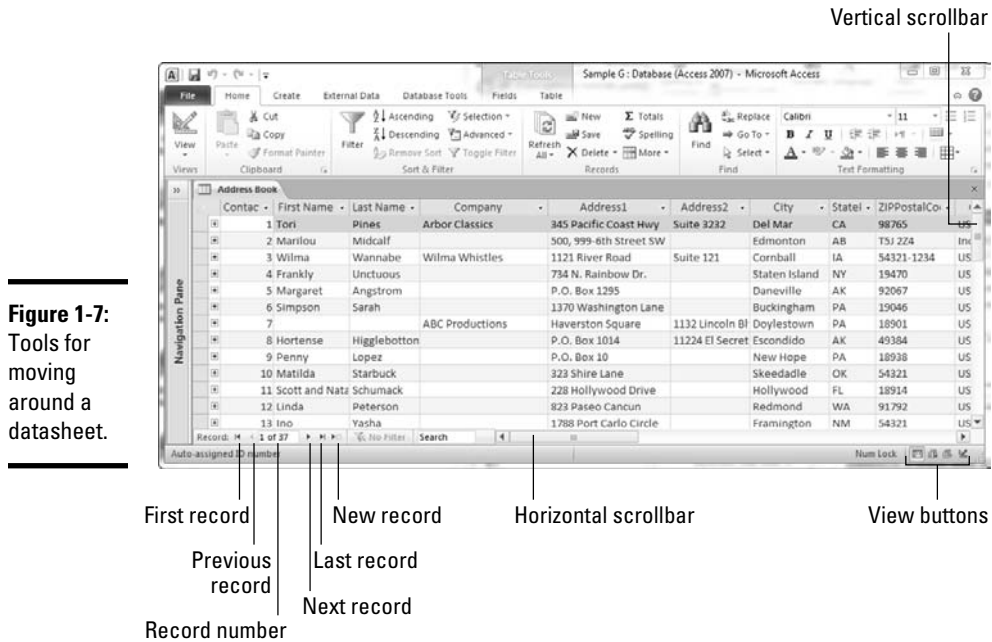 Vertical scrollbar
Table Tools Sample G : Database (Access 2007) - Microsoft Access
File Home Create External Data Database Tools Fields Table
View
Paste
Cut
Copy
Format Painter
Filter
Ascending
Descending
Remove Sort
Selection
Advanced
Toggle Filter
Refresh All
New
Save
Delete
Totals
Spelling
More
Find
Replace
Go To
Select
Calibri 11
B I U
A
Views Clipboard Sort & Filter Records Find Text Formatting
Address Book
Navigation Pane
Contac First Name Last Name Company Address1 Address2 City Statel ZIPPostalCo
1 Tori Pines Arbor Classics 345 Pacific Coast Hwy Suite 3232 Del Mar CA 98765 US
2 Marilou Midcalf 500, 999-6th Street SW Edmonton AB T5J 2Z4
3 Wilma Wannabe Wilma Whistles 1121 River Road Suite 121 Cornball IA 54321-1234 US
4 Frankly Unctuous 734 N. Rainbow Dr. Staten Island NY 19470 US
5 Margaret Angstrom P.O. Box 1295 Daneville AK 92067 US
6 Simpson Sarah 1370 Washington Lane Buckingham PA 19046 US
7 ABC Productions Haverston Square 1132 Lincoln Bl Doylestown PA 18901 US
8 Hortense Higglebotton P.O. Box 1014 11224 El Secret Escondido AK 49384 US
9 Penny Lopez P.O. Box 10 New Hope PA 18938 US
10 Matilda Starbuck 323 Shire Lane Skeedadle OK 54321 US
11 Scott and Nata Schumack 228 Hollywood Drive Hollywood FL 18914 US
12 Linda Peterson 823 Paseo Cancun Redmond WA 91792 US
13 Ino Yasha 1788 Port Carlo Circle Framington NM 54321 US
Record: 1 of 37 No Filter Search
Auto-assigned ID number Num Lock
Figure 1-7:
Tools for
moving
around a
datasheet.
First record
New record
Horizontal scrollbar
View buttons
Previous
record
Last record
Next record
Record number